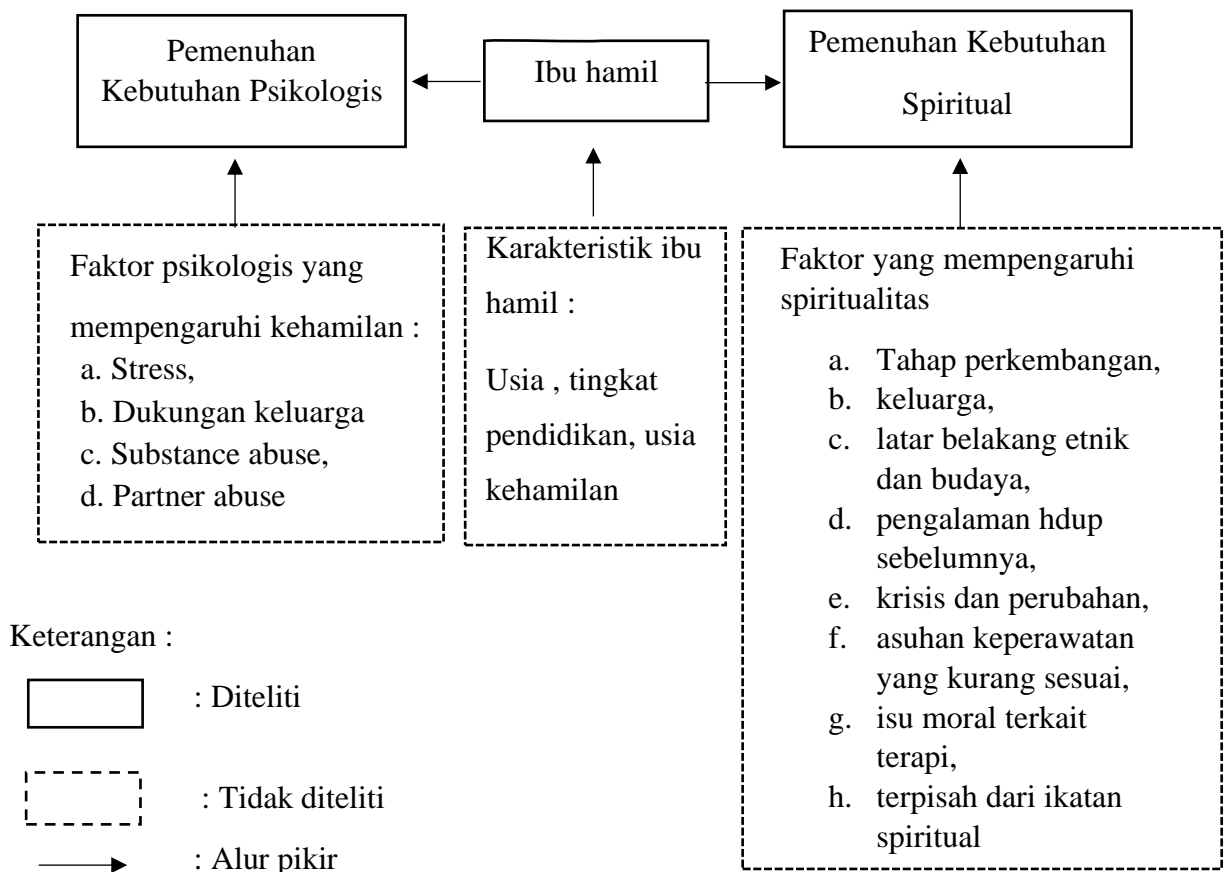 Pemenuhan
Kebutuhan Psikologis
Ibu hamil
Pemenuhan Kebutuhan
Spiritual
Faktor psikologis yang
mempengaruhi kehamilan :
a. Stress,
b. Dukungan keluarga
c. Substance abuse,
d. Partner abuse
Karakteristik ibu
hamil :
Usia , tingkat
pendidikan, usia
kehamilan
Faktor yang mempengaruhi
spiritualitas
a. Tahap perkembangan,
b. keluarga,
c. latar belakang etnik
dan budaya,
d. pengalaman hdup
sebelumnya,
e. krisis dan perubahan,
f. asuhan keperawatan
yang kurang sesuai,
g. isu moral terkait
terapi,
h. terpisah dari ikatan
spiritual
Keterangan :
: Diteliti
: Tidak diteliti
: Alur pikir